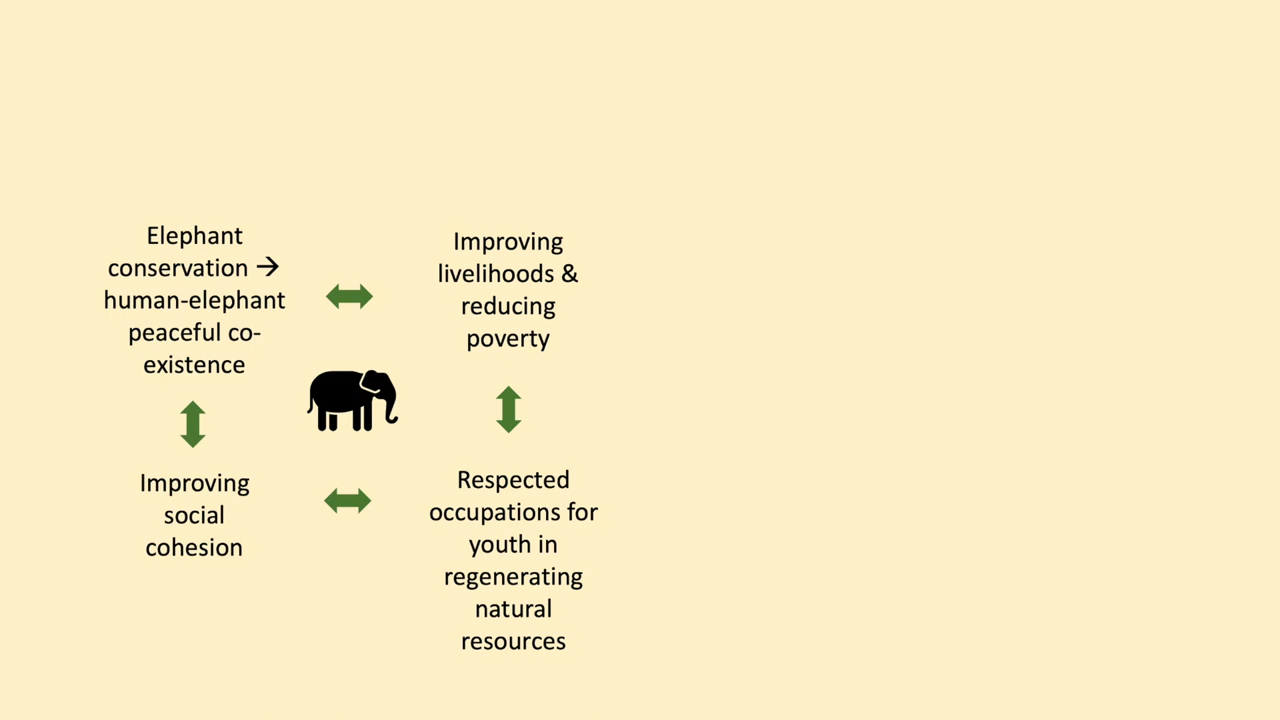 Elephant
conservation →
human-elephant
peaceful co-
existence
Improving
livelihoods &
reducing
poverty
Improving
social
cohesion
Respected
occupations for
youth in
regenerating
natural
resources